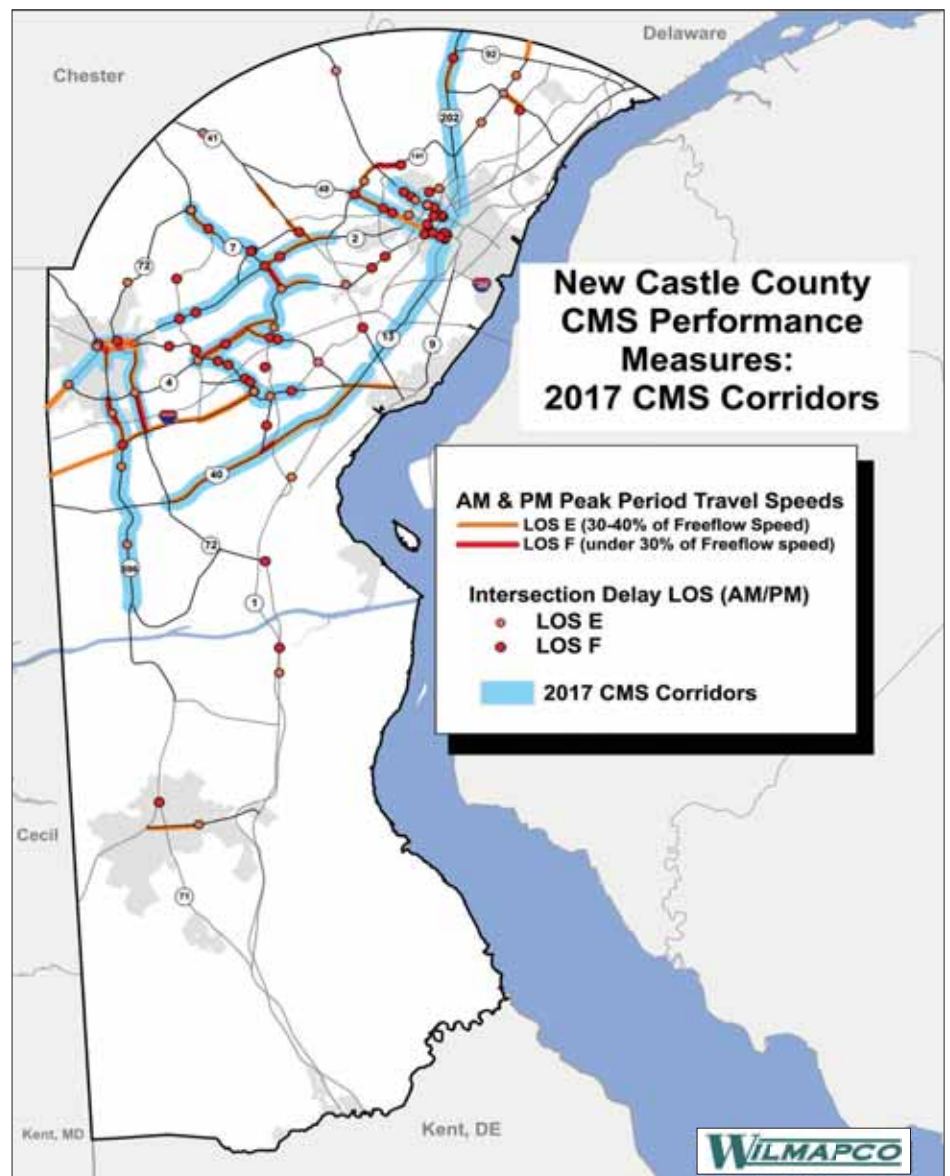 Delaware
Chester
92
202
41
141
48
2
7
72
13
9
4
40
72
896
1
New Castle County
CMS Performance
Measures:
2017 CMS Corridors
AM & PM Peak Period Travel Speeds
LOS E (30-40% of Freeflow Speed)
LOS F (under 30% of Freeflow speed)
Intersection Delay LOS (AM/PM)
LOS E
LOS F
2017 CMS Corridors
Cecil
71
Kent, MD
Kent, DE
WILMAPCO